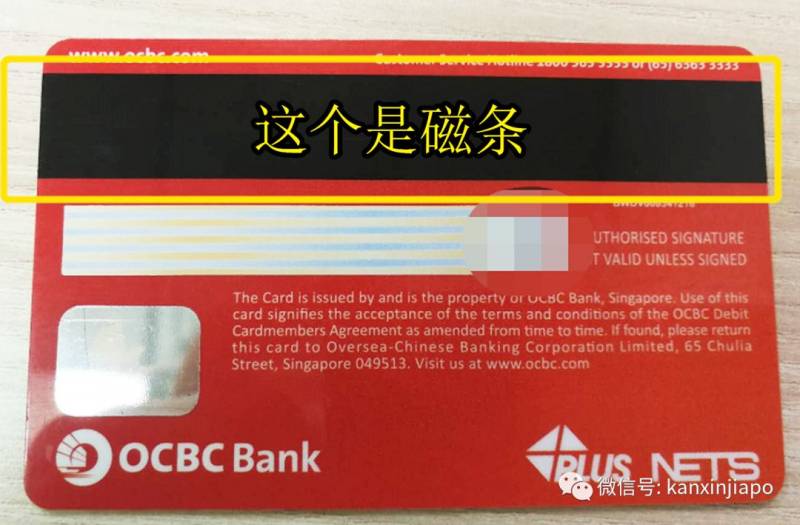 www.ocbc.com
Customer Service Hotline 1800 363 3333 or (65) 6363 3333
这个是磁条
UTHORISED SIGNATURE
T VALID UNLESS SIGNED
The Card is issued by and is the property of OCBC Bank, Singapore. Use of this
card signifies the acceptance of the terms and conditions of the OCBC Debit
Cardmembers Agreement as amended from time to time. If found, please return
this card to Oversea-Chinese Banking Corporation Limited, 65 Chulia
Street, Singapore 049513. Visit us at www.ocbc.com
OCBC Bank
PLUS
NETS
微信号: kanxinjiapo